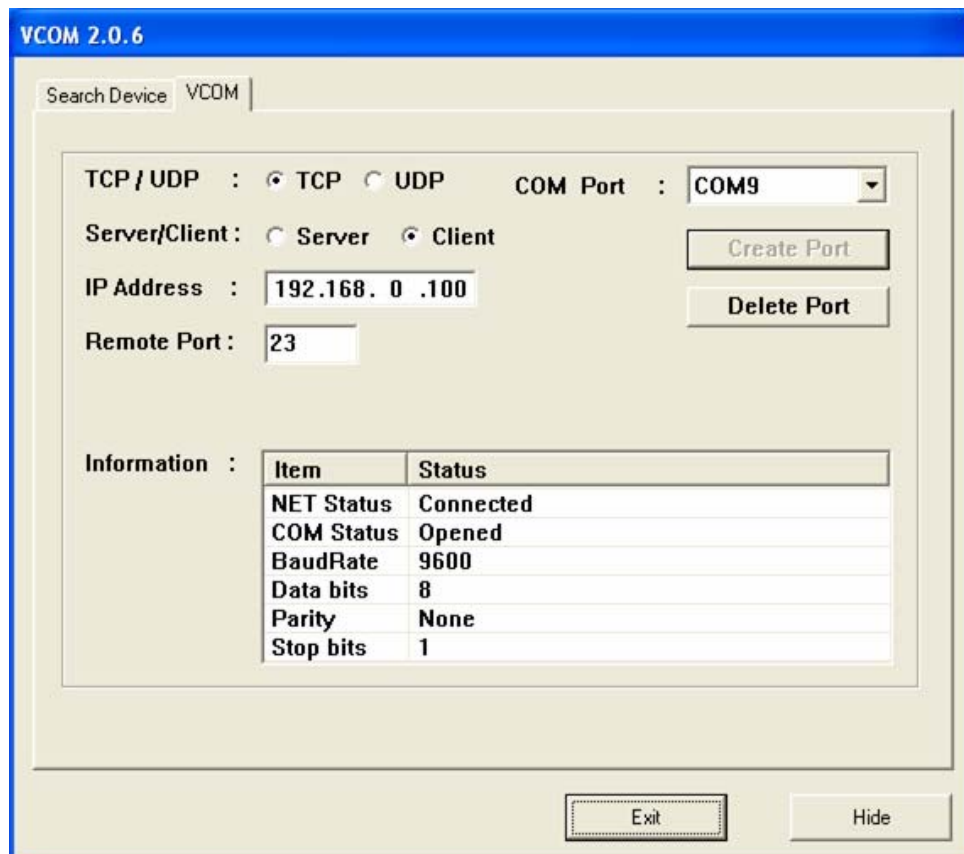 VCOM 2.0.6
Search Device VCOM
TCP / UDP : TCP UDP COM Port : COM9
Server/Client : Server Client Create Port
IP Address : 192.168. 0 .100 Delete Port
Remote Port : 23
Information : Item Status
NET Status Connected
COM Status Opened
BaudRate 9600
Data bits 8
Parity None
Stop bits 1
Exit Hide